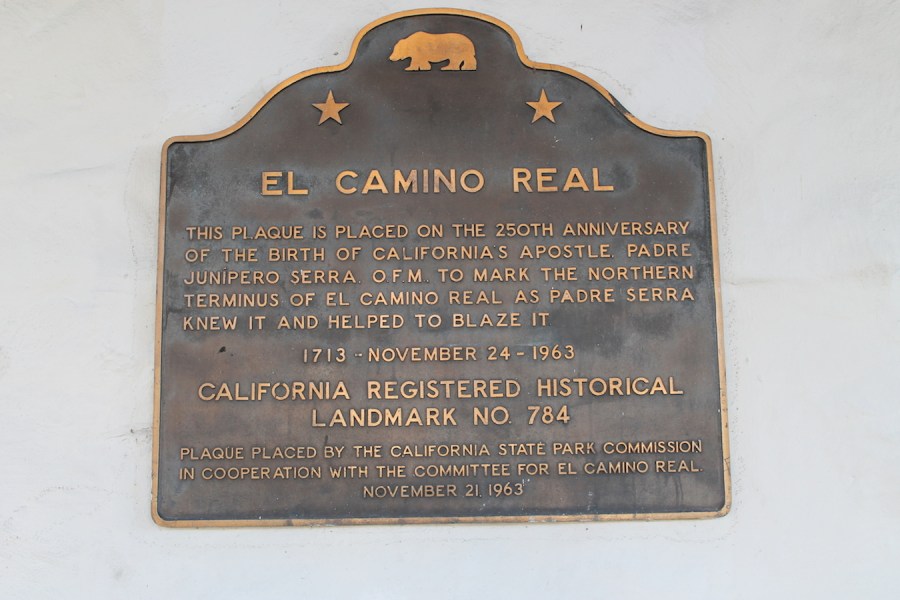 EL CAMINO REAL
THIS PLAQUE IS PLACED ON THE 250TH ANNIVERSARY
OF THE BIRTH OF CALIFORNIA'S APOSTLE, PADRE
JUNÍPERO SERRA, O.F.M., TO MARK THE NORTHERN
TERMINUS OF EL CAMINO REAL AS PADRE SERRA
KNEW IT AND HELPED TO BLAZE IT.
1713 - NOVEMBER 24 - 1963
CALIFORNIA REGISTERED HISTORICAL
LANDMARK NO. 784
PLAQUE PLACED BY THE CALIFORNIA STATE PARK COMMISSION
IN COOPERATION WITH THE COMMITTEE FOR EL CAMINO REAL.
NOVEMBER 21, 1963